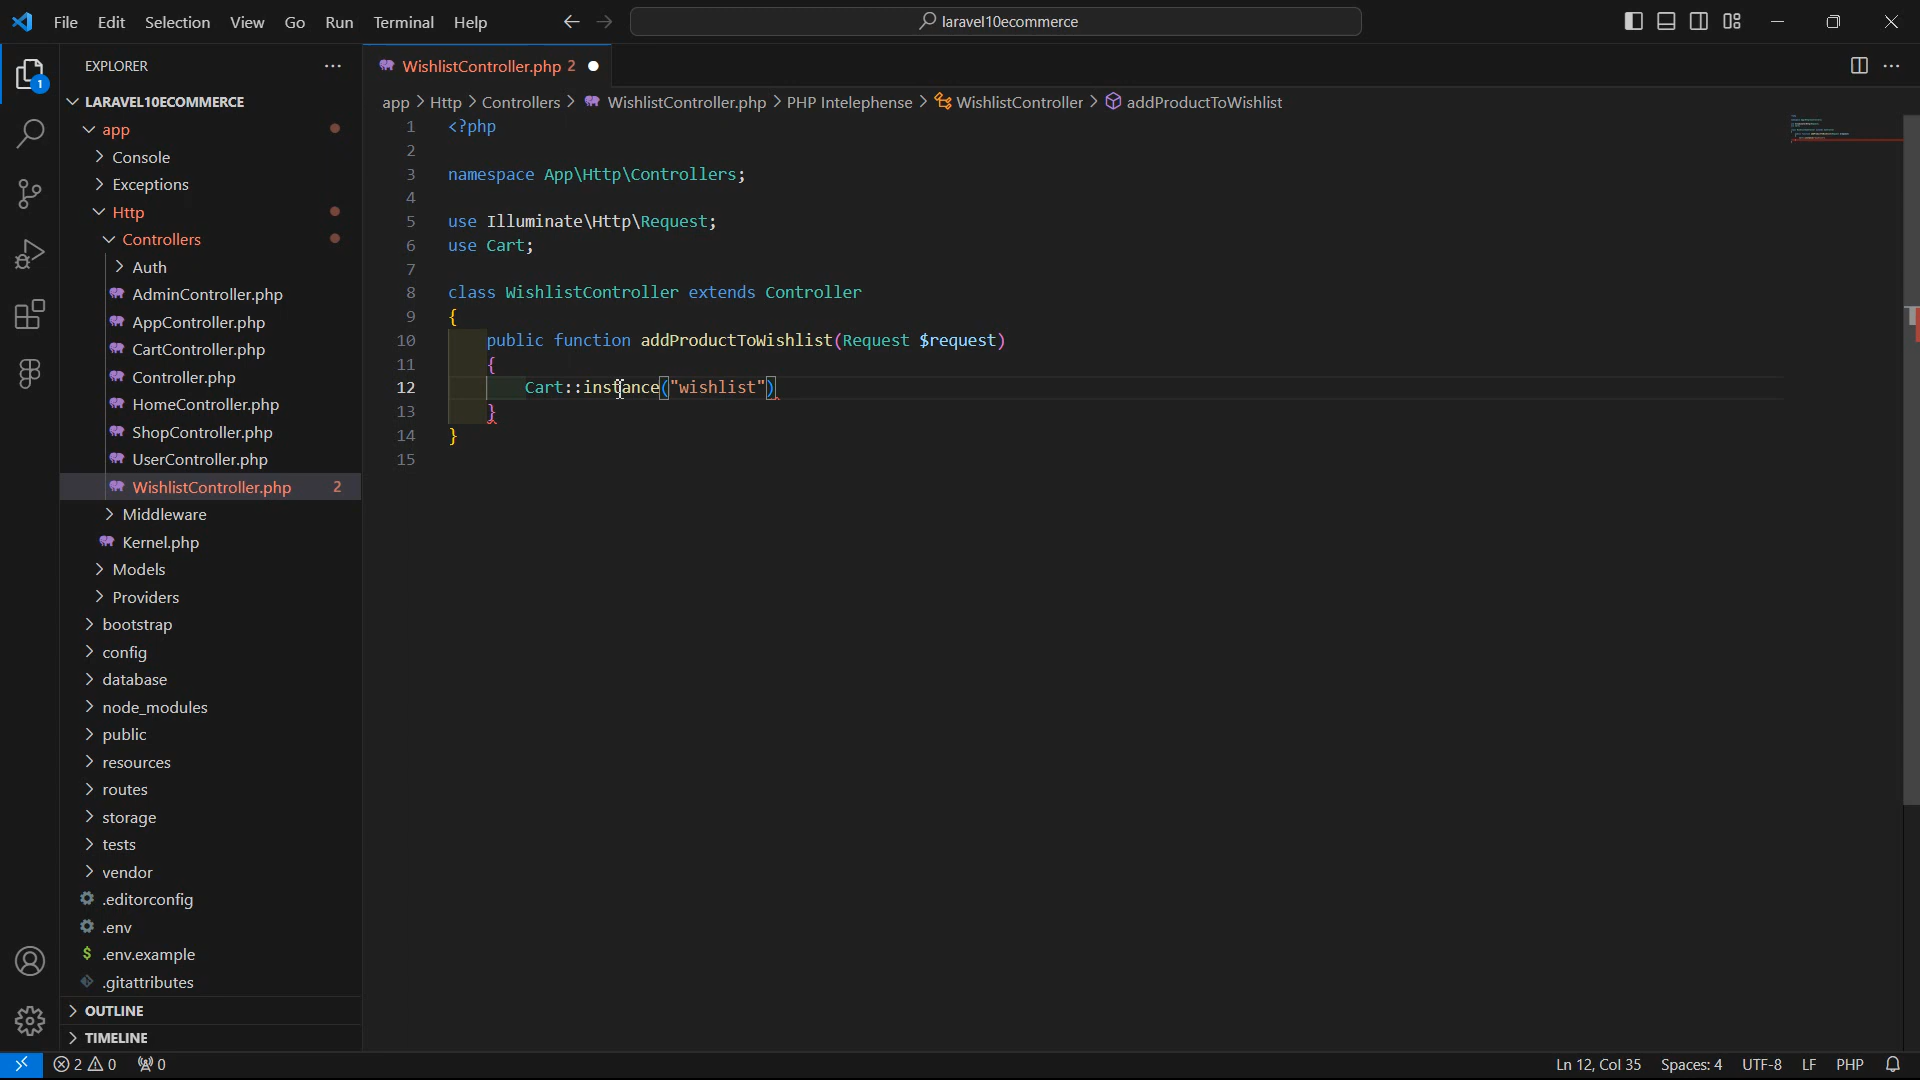 File Edit Selection View Go Run Terminal Help
laravel10ecommerce
EXPLORER
WishlistController.php 2
LARAVEL10ECOMMERCE
app > Http > Controllers > WishlistController.php > PHP Intelephense > WishlistController > addProductToWishlist
1
app
Console
Exceptions
Http
Controllers
Auth
AdminController.php
AppController.php
CartController.php
Controller.php
HomeController.php
ShopController.php
UserController.php
WishlistController.php 2
Middleware
Kernel.php
Models
Providers
bootstrap
config
database
node_modules
public
resources
routes
storage
tests
vendor
.editorconfig
.env
$ .env.example
.gitattributes
OUTLINE
TIMELINE
1 <?php
2
3 namespace App\Http\Controllers;
4
5 use Illuminate\Http\Request;
6 use Cart;
7
8 class WishlistController extends Controller
9 {
10 public function addProductToWishlist(Request $request)
11 {
12 Cart::instance("wishlist")
13 }
14 }
15
2 0 0
Ln 12, Col 35 Spaces: 4 UTF-8 LF PHP